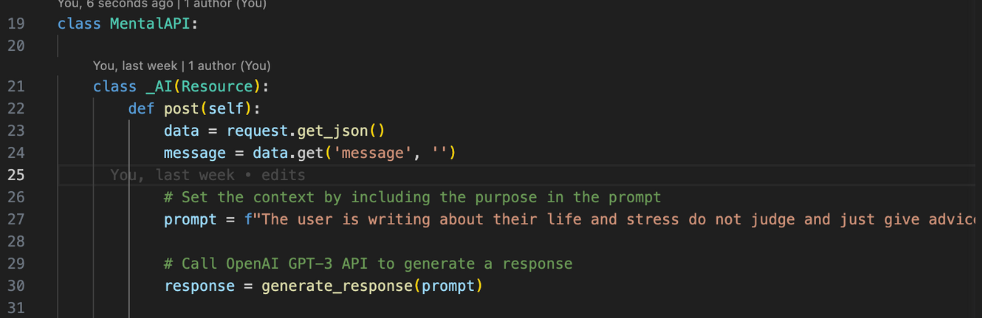 You, 6 seconds ago | 1 author (You)
19 class MentalAPI:
20
You, last week | 1 author (You)
21 class _AI(Resource):
22 def post(self):
23 data = request.get_json()
24 message = data.get('message', '')
25 You, last week • edits
26 # Set the context by including the purpose in the prompt
27 prompt = f"The user is writing about their life and stress do not judge and just give advic
28
29 # Call OpenAI GPT-3 API to generate a response
30 response = generate_response(prompt)
31